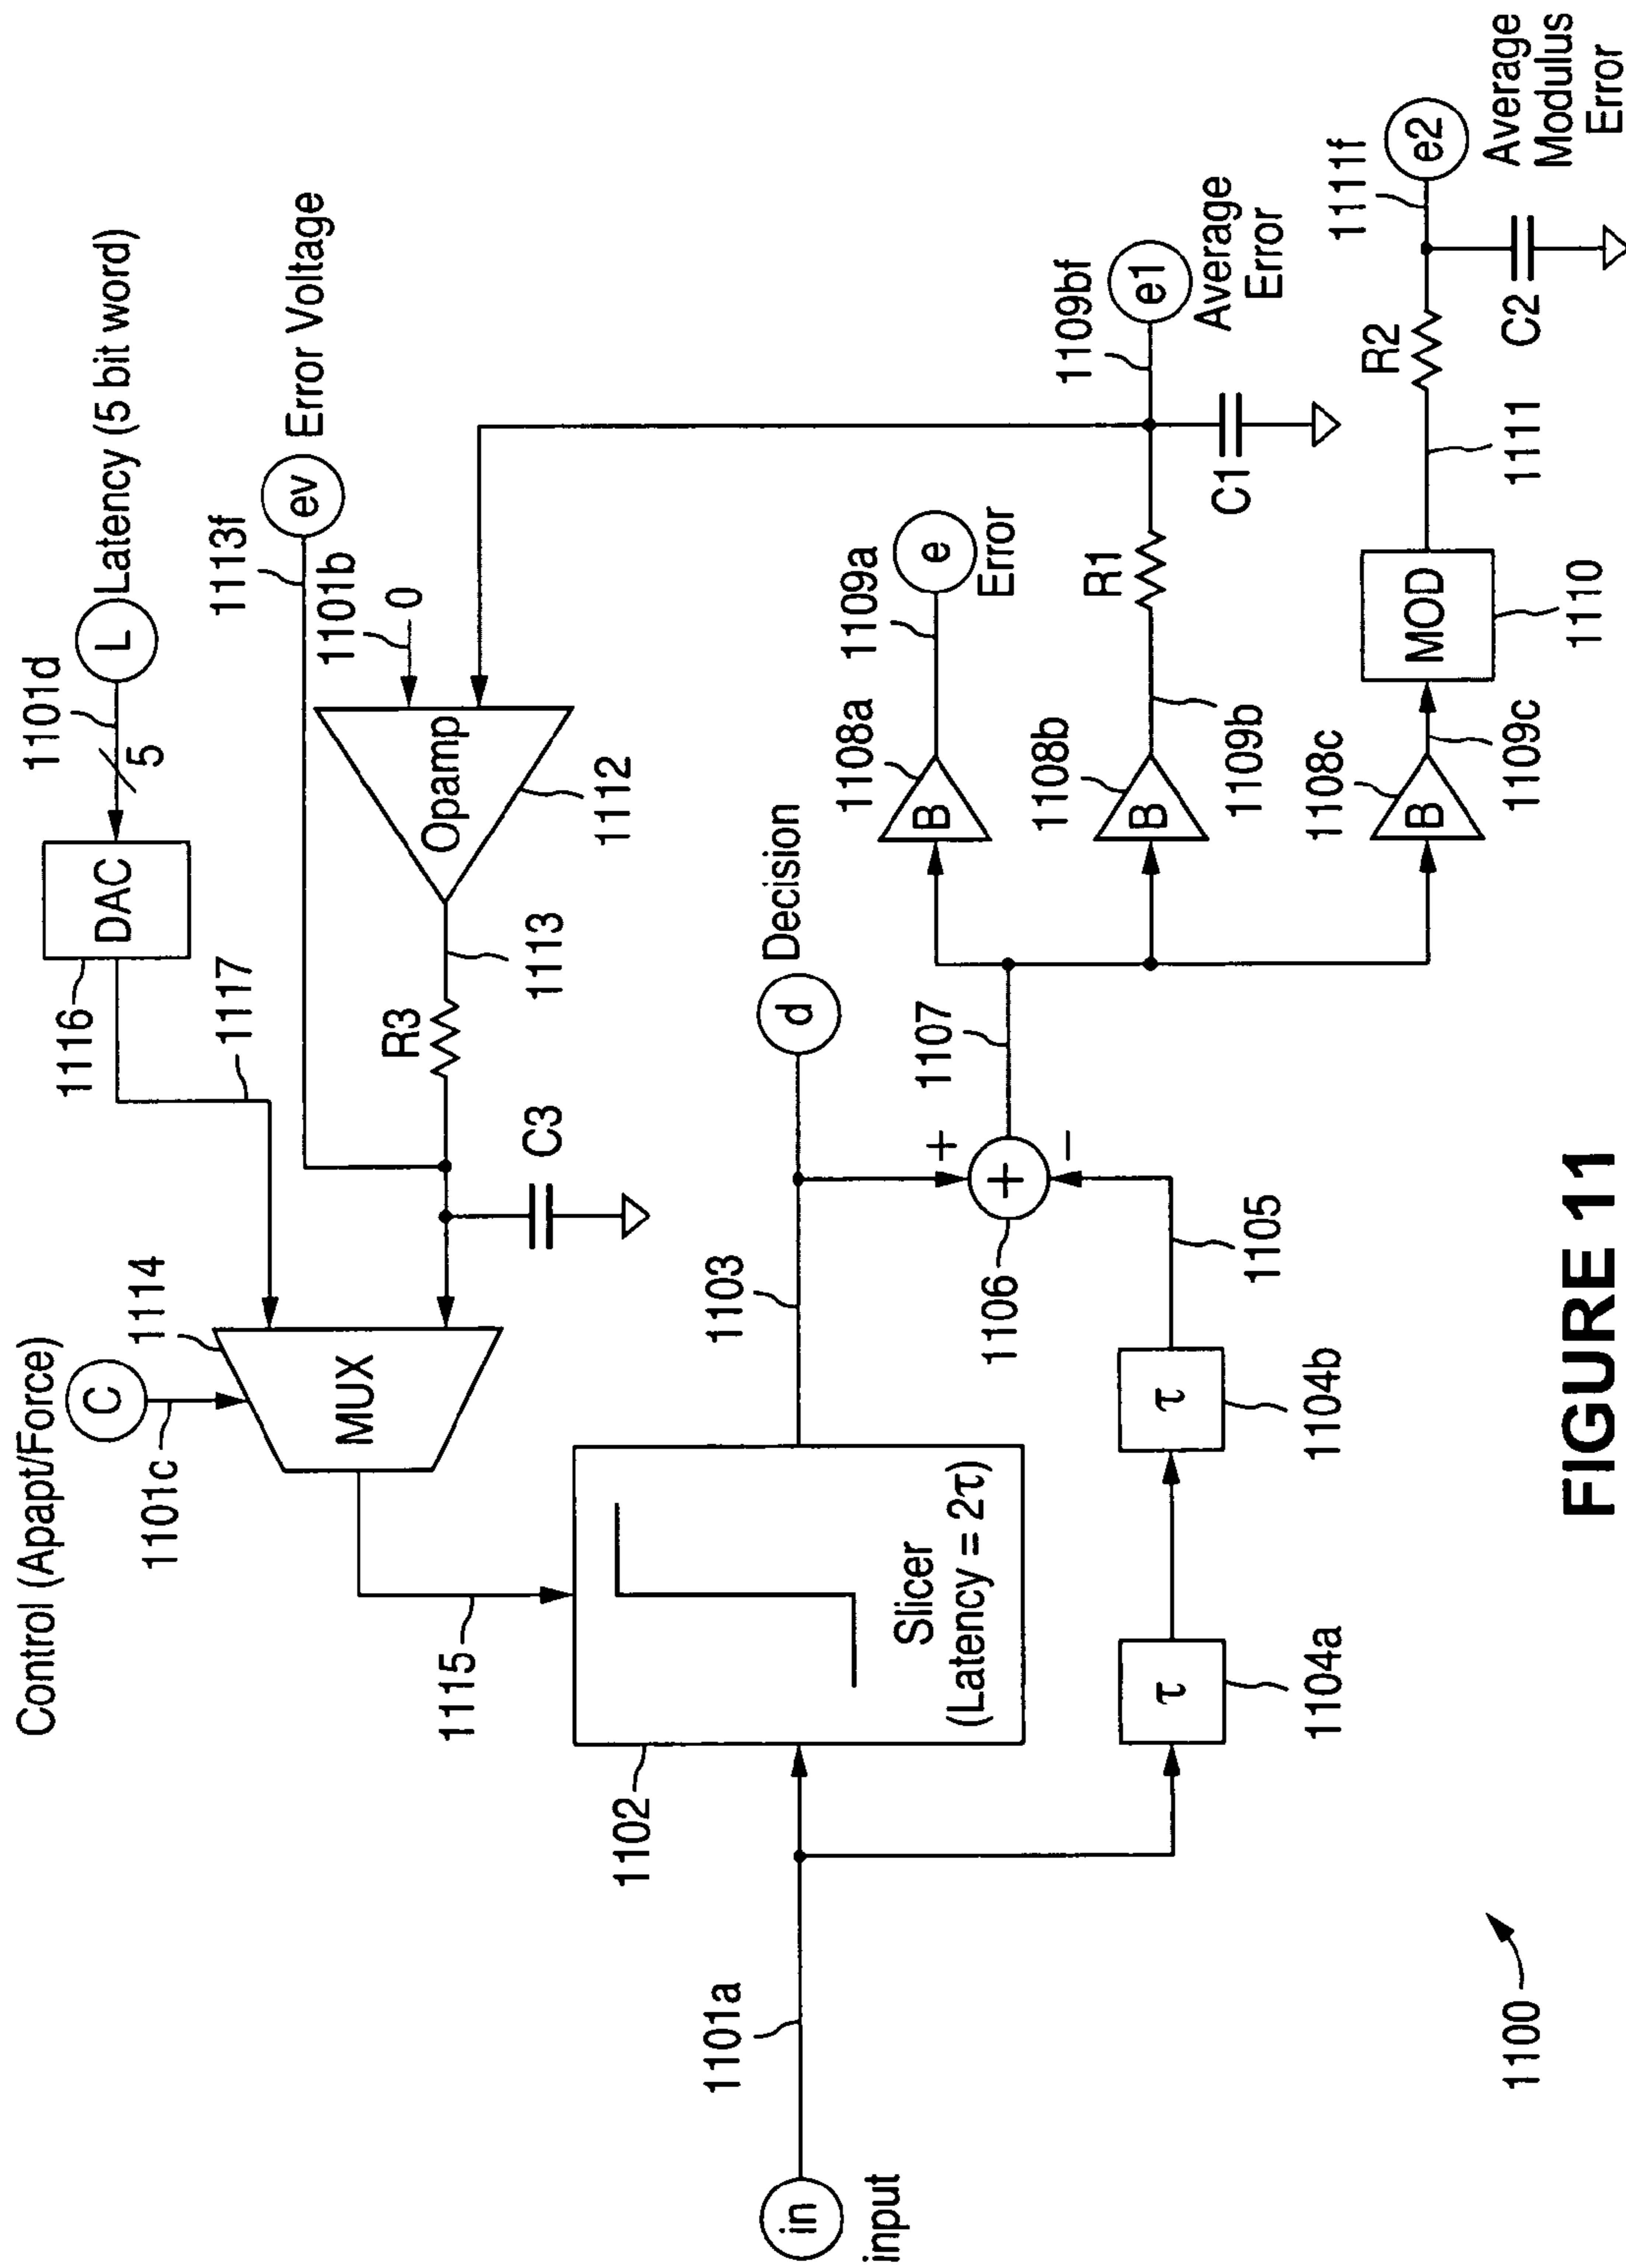 Control (Apapt/Force)
C
1101c
1114
MUX
1115
1117
1116
DAC
1101d
5
L
Latency (5 bit word)
1113f
ev
Error Voltage
1101b
0
Opamp
1112
1113
R3
C3
in
input
1101a
1102
Slicer
(Latency = 2τ)
1103
d
Decision
τ
1104a
τ
1104b
1105
1106
+
+
−
1107
1108a
B
1109a
e
Error
1108b
B
1109b
R1
C1
1109bf
e1
Average
Error
1108c
B
1109c
MOD
1110
1111
R2
C2
1111f
e2
Average
Modulus
Error
1100
FIGURE 11